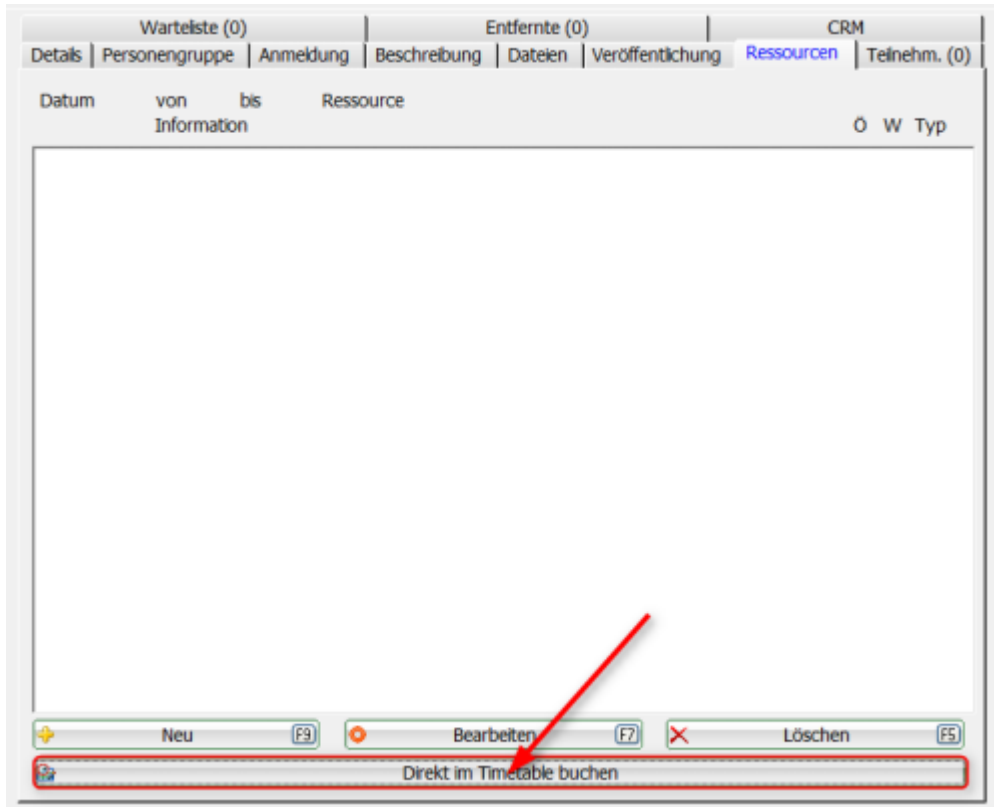 Warteliste (0) Entfernte (0) CRM
Details Personengruppe Anmeldung Beschreibung Dateien Veröffentlichung Ressourcen Teilnehm. (0)
Datum von bis Ressource
Information Ö W Typ
Neu F9 Bearbeiten F7 Löschen F5
Direkt im Timetable buchen